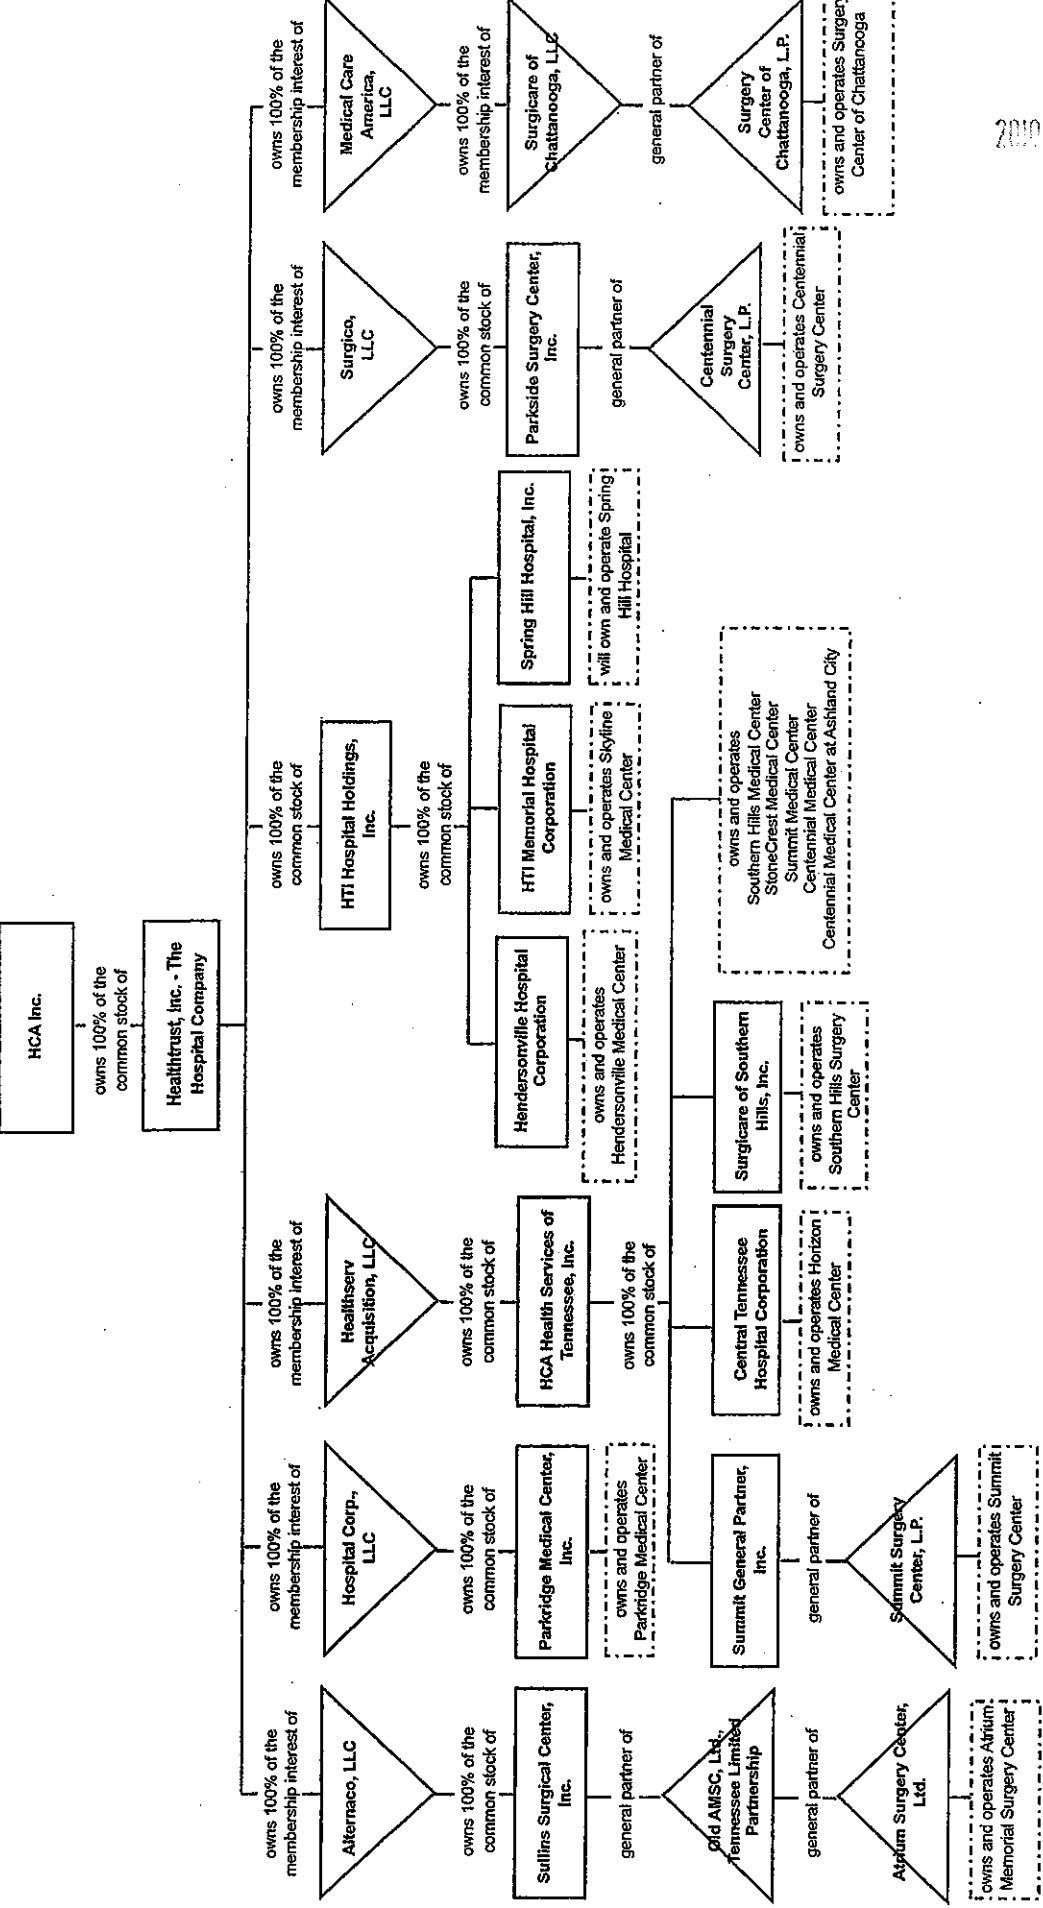 HCA Inc.
owns 100% of the
common stock of
Healthtrust, Inc. - The
Hospital Company
owns 100% of the
membership interest of
Alternaco, LLC
owns 100% of the
common stock of
Sullins Surgical Center,
Inc.
general partner of
Old AMSC, Ltd.,
Tennessee Limited
Partnership
general partner of
Atrium Surgery Center,
Ltd.
owns and operates Atrium
Memorial Surgery Center
owns 100% of the
membership interest of
Hospital Corp.,
LLC
owns 100% of the
common stock of
Parkridge Medical Center,
Inc.
owns and operates
Parkridge Medical Center
owns 100% of the
membership interest of
Healthserv
Acquisition, LLC
owns 100% of the
common stock of
HCA Health Services of
Tennessee, Inc.
owns 100% of the
common stock of
Summit General Partner,
Inc.
general partner of
Summit Surgery
Center, L.P.
owns and operates Summit
Surgery Center
Central Tennessee
Hospital Corporation
owns and operates Horizon
Medical Center
Surgicare of Southern
Hills, Inc.
owns and operates
Southern Hills Surgery
Center
owns and operates
Southern Hills Medical Center
StoneCrest Medical Center
Summit Medical Center
Centennial Medical Center
Centennial Medical Center at Ashland City
owns 100% of the
common stock of
HTI Hospital Holdings,
Inc.
owns 100% of the
common stock of
Hendersonville Hospital
Corporation
owns and operates
Hendersonville Medical Center
HTI Memorial Hospital
Corporation
owns and operates Skyline
Medical Center
Spring Hill Hospital, Inc.
will own and operate Spring
Hill Hospital
owns 100% of the
membership interest of
Surgico,
LLC
owns 100% of the
common stock of
Parkside Surgery Center,
Inc.
general partner of
Centennial
Surgery
Center, L.P.
owns and operates Centennial
Surgery Center
owns 100% of the
membership interest of
Medical Care
America,
LLC
owns 100% of the
membership interest of
Surgicare of
Chattanooga, LLC
general partner of
Surgery
Center of
Chattanooga, L.P.
owns and operates Surgery
Center of Chattanooga
2010